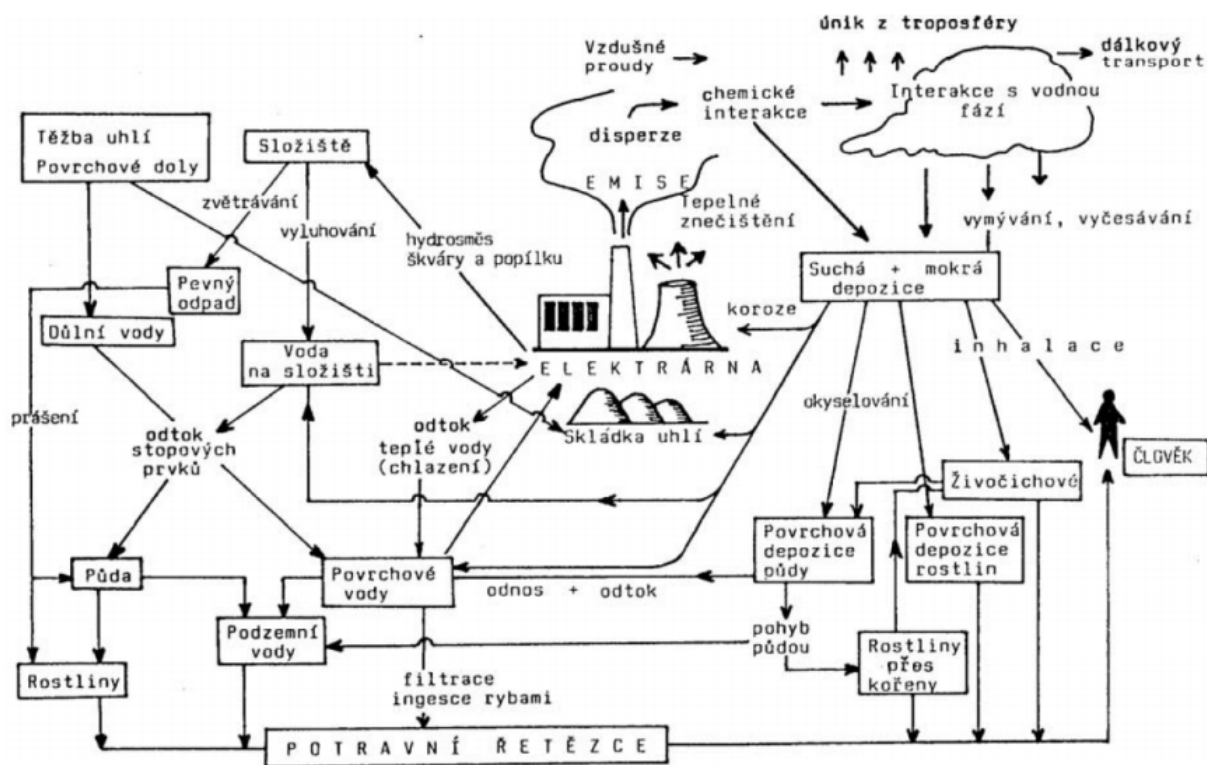 únik z troposféry
Vzdušné
proudy
dálkový
transport
chemické
interakce
Interakce s vodnou
fází
disperze
Těžba uhlí
Povrchové doly
Složiště
EMISE
Tepelné
znečištění
zvětrávání
vyluhování
hydrosměs
škváry a popílku
vymývání, vyčesávání
Suchá + mokrá
depozice
Pevný
odpad
Důlní vody
koroze
Voda
na složišti
ELEKTRÁRNA
inhalace
prášení
okyselování
odtok
stopových
prvků
odtok
teplé vody
(chlazení)
Skládka uhlí
ČLOVĚK
Živočichové
Půda
Povrchové
vody
odnos + odtok
Povrchová
depozice
půdy
Povrchová
depozice
rostlin
Podzemní
vody
pohyb
půdou
Rostliny
přes
kořeny
Rostliny
filtrace
ingesce rybami
POTRAVNÍ ŘETĚZCE